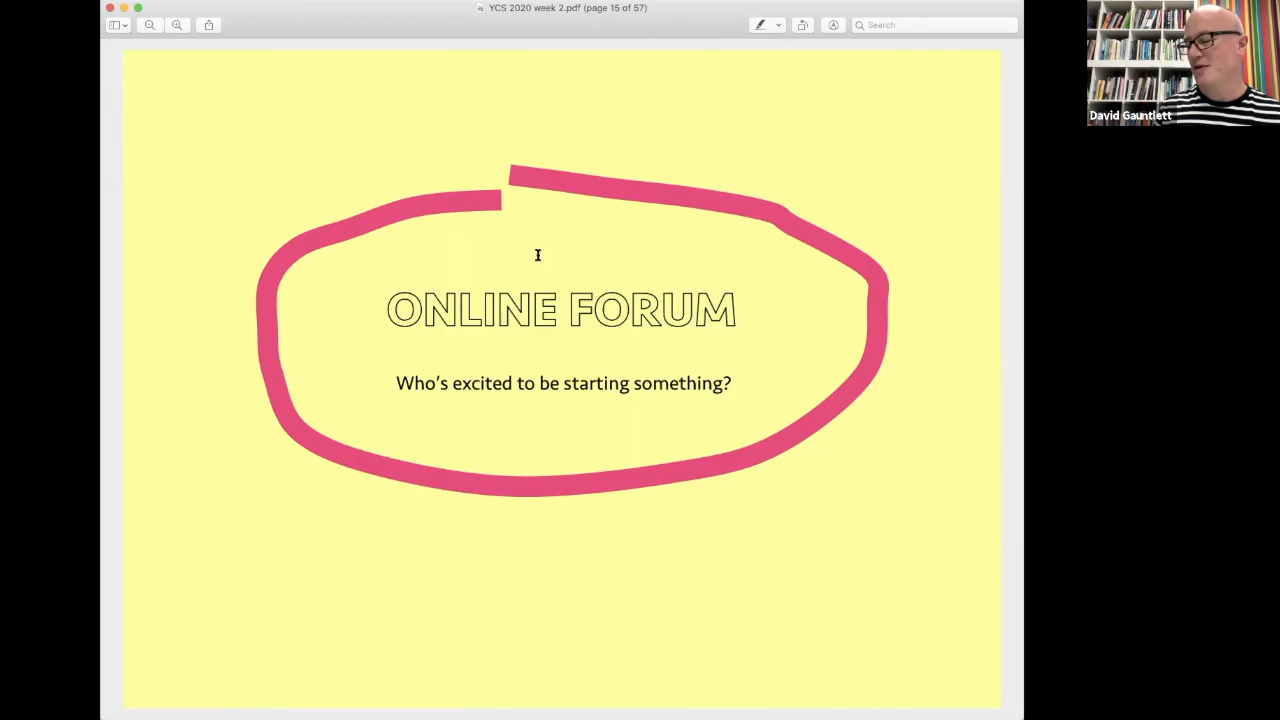 YCS 2020 week 2.pdf (page 15 of 57)
Search
David Gauntlett
ONLINE FORUM
Who's excited to be starting something?